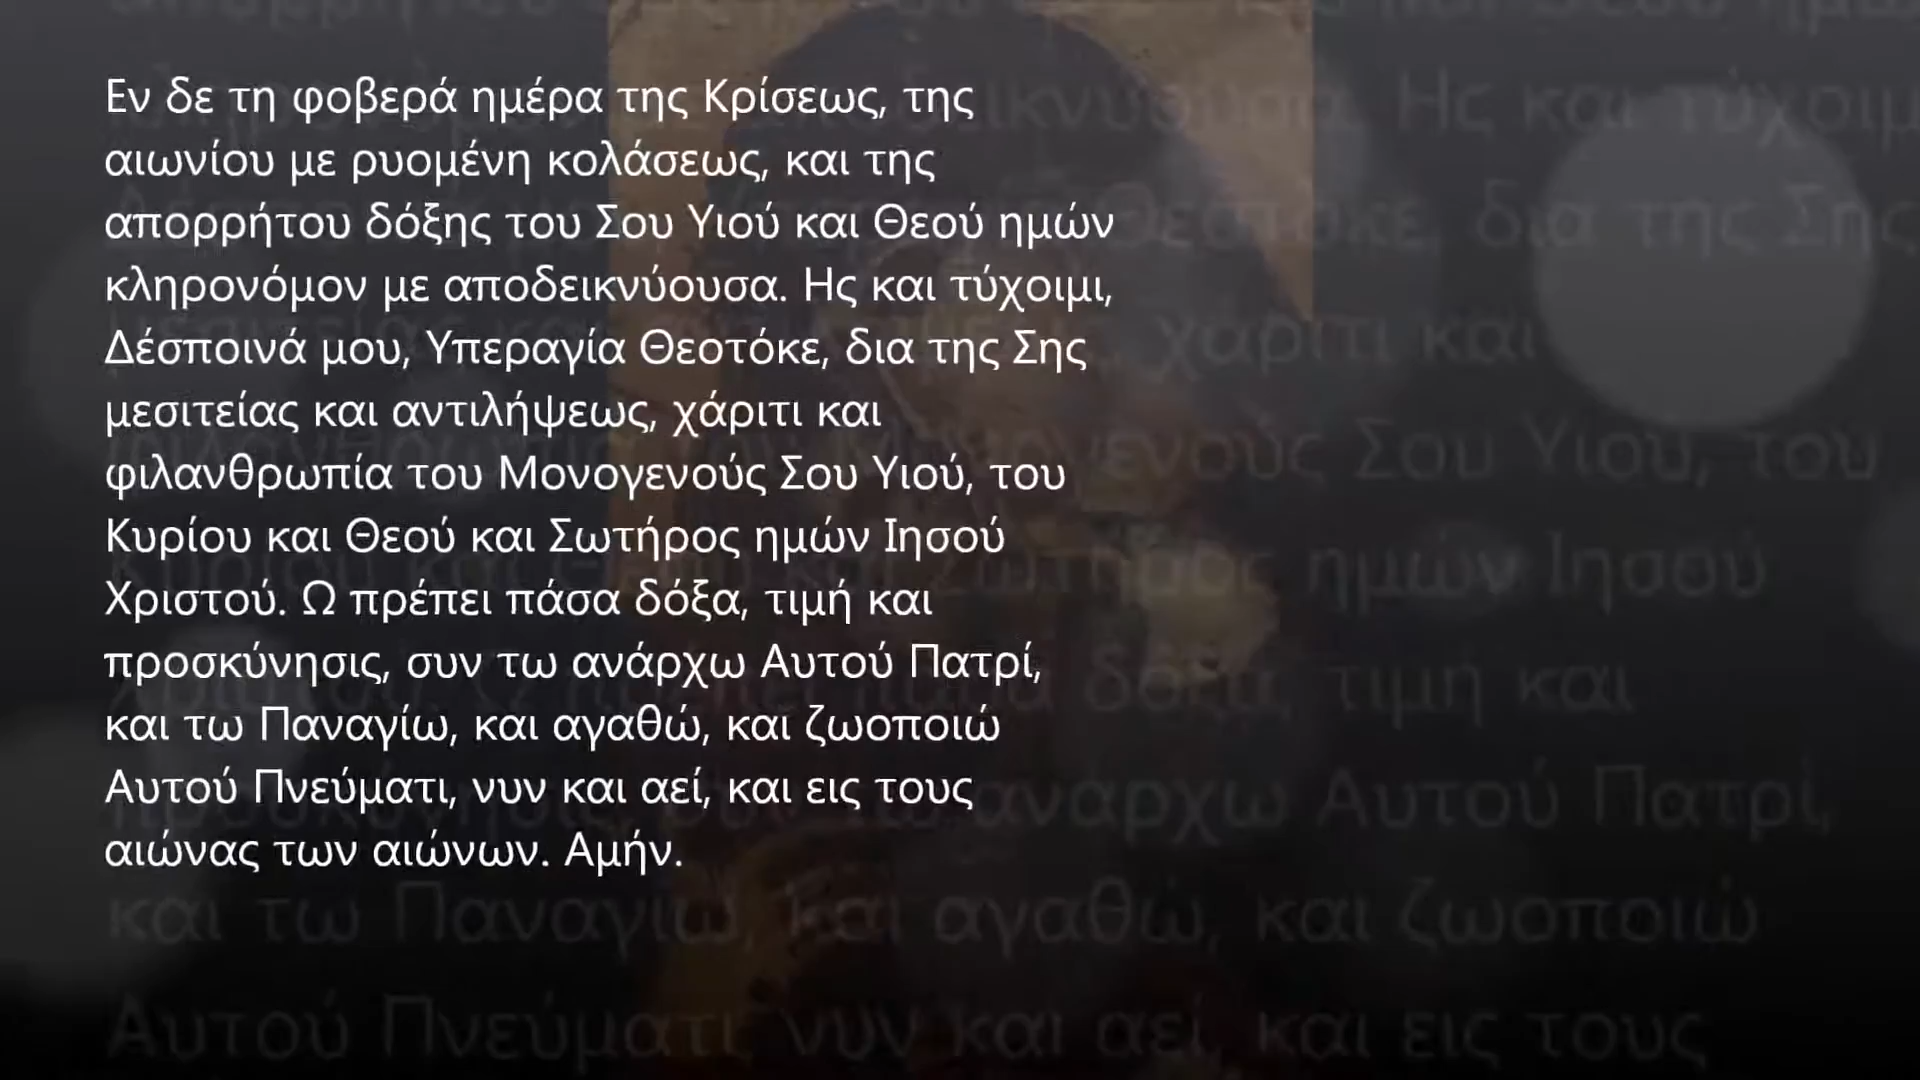 Εν δε τη φοβερά ημέρα της Κρίσεως, της
αιωνίου με ρυομένη κολάσεως, και της
απορρήτου δόξης του Σου Υιού και Θεού ημών
κληρονόμον με αποδεικνύουσα. Ης και τύχοιμι,
Δέσποινά μου, Υπεραγία Θεοτόκε, δια της Σης
μεσιτείας και αντιλήψεως, χάριτι και
φιλανθρωπία του Μονογενούς Σου Υιού, του
Κυρίου και Θεού και Σωτήρος ημών Ιησού
Χριστού. Ω πρέπει πάσα δόξα, τιμή και
προσκύνησις, συν τω ανάρχω Αυτού Πατρί,
και τω Παναγίω, και αγαθώ, και ζωοποιώ
Αυτού Πνεύματι, νυν και αεί, και εις τους
αιώνας των αιώνων. Αμήν.